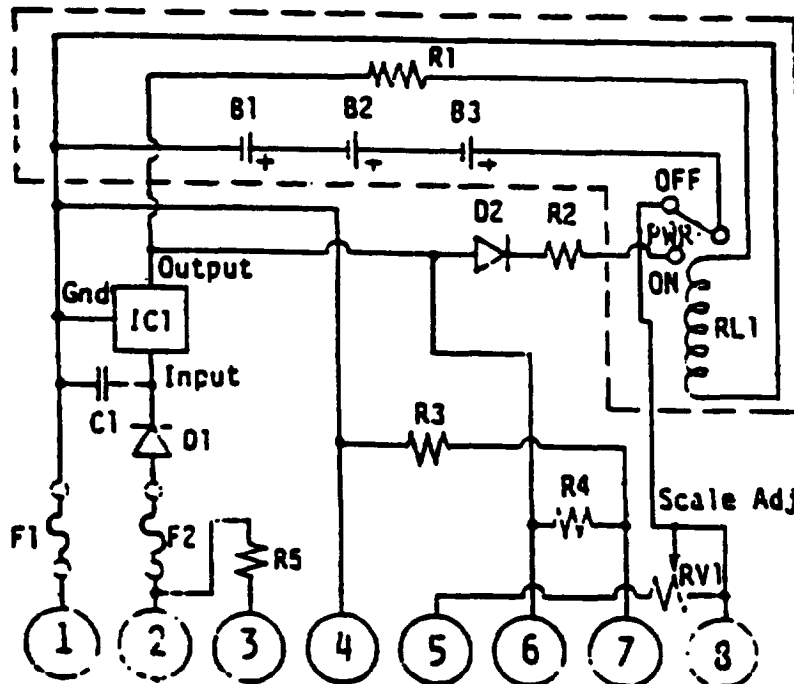 R1
B1 B2 B3
+ + +
OFF
D2 R2
PWR
Output
ON
Gnd
IC1
RL1
Input
C1
D1
R3
R4
Scale Adj
F1 F2
R5
RV1
1 2 3 4 5 6 7 8